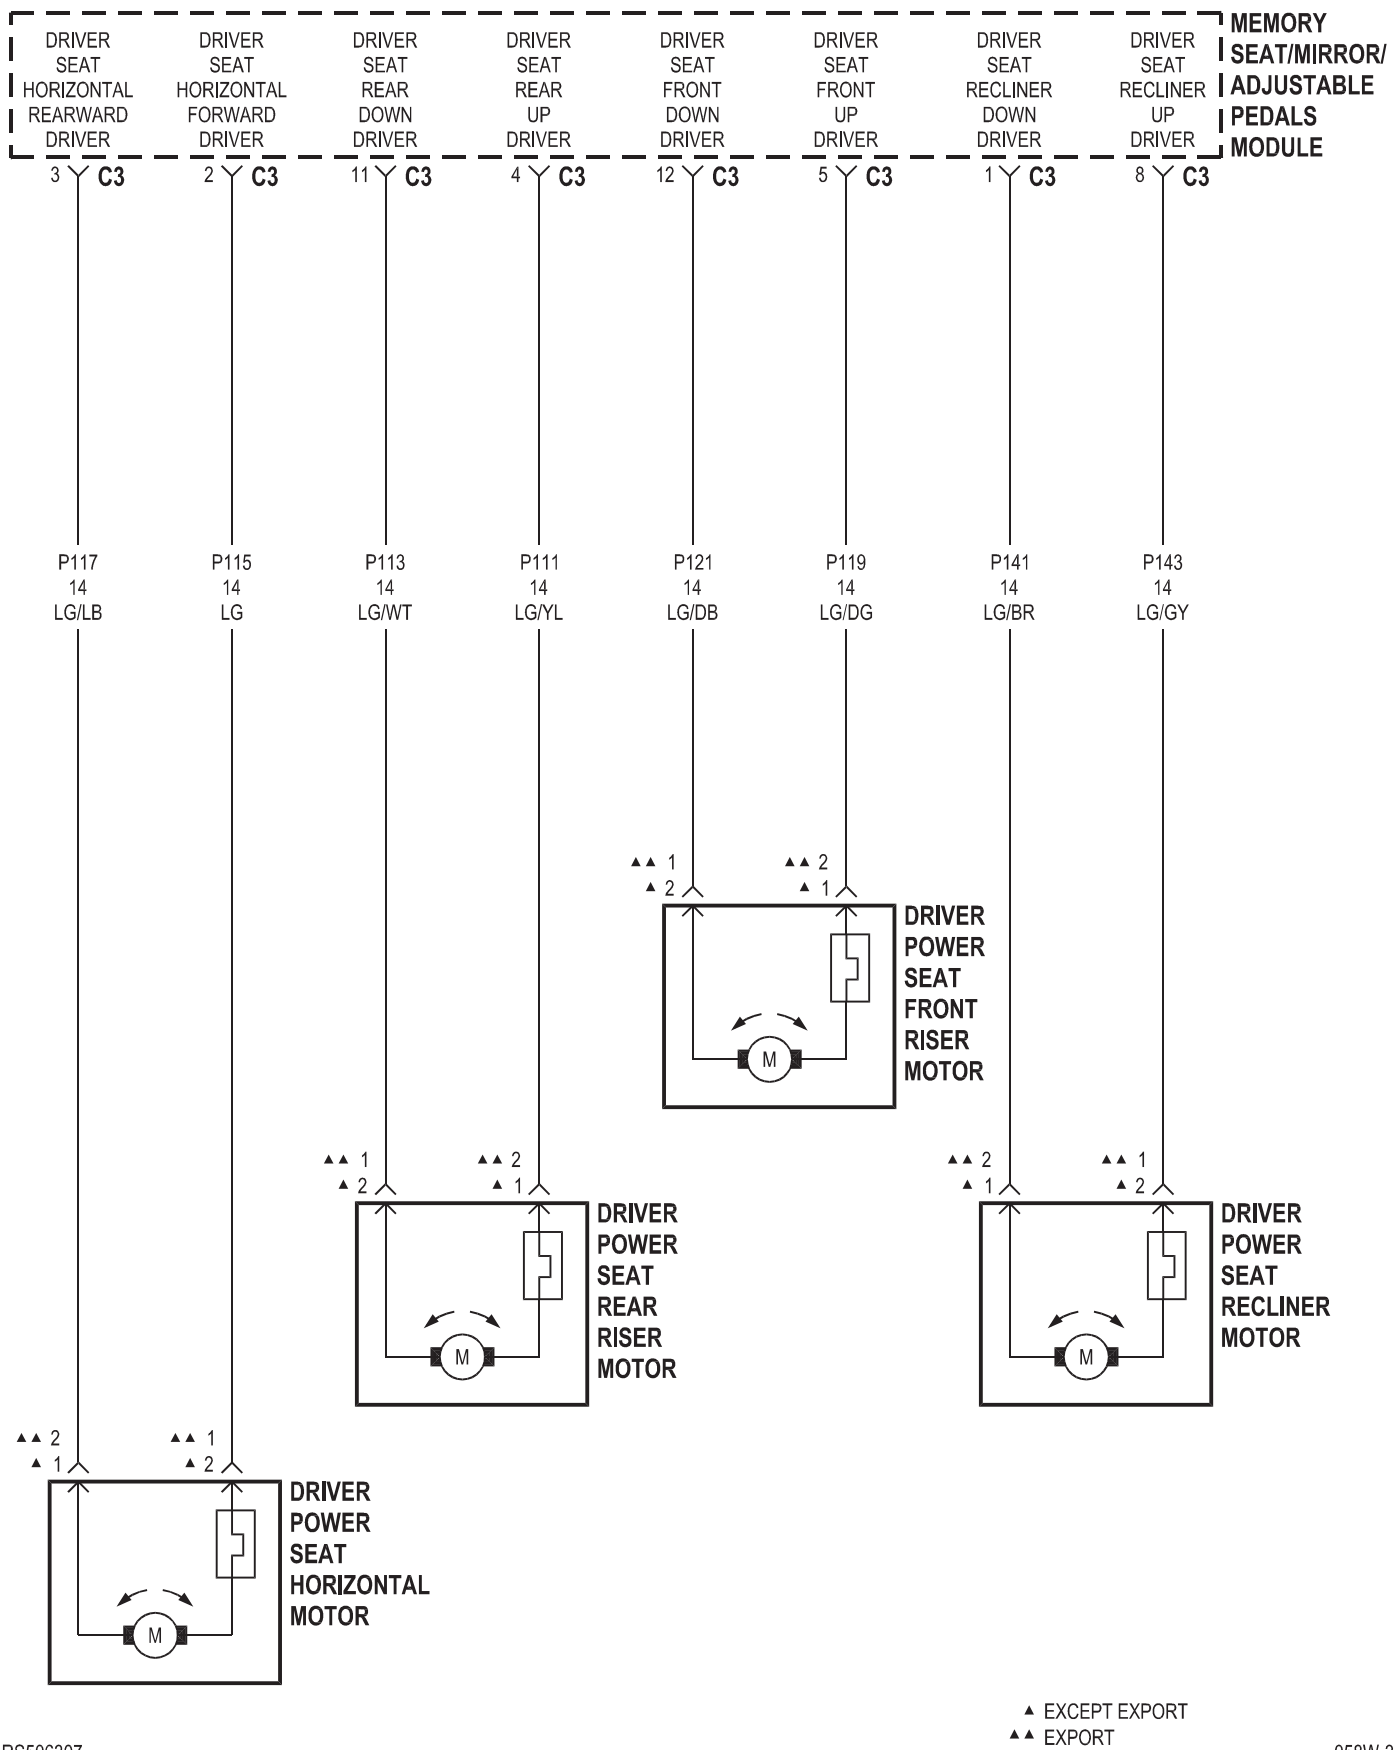 DRIVER SEAT HORIZONTAL REARWARD DRIVER
DRIVER SEAT HORIZONTAL FORWARD DRIVER
DRIVER SEAT REAR DOWN DRIVER
DRIVER SEAT REAR UP DRIVER
DRIVER SEAT FRONT DOWN DRIVER
DRIVER SEAT FRONT UP DRIVER
DRIVER SEAT RECLINER DOWN DRIVER
DRIVER SEAT RECLINER UP DRIVER
MEMORY
SEAT/MIRROR/
ADJUSTABLE
PEDALS
MODULE
3 C3 2 C3 11 C3 4 C3 12 C3 5 C3 1 C3 8 C3
P117 P115 P113 P111 P121 P119 P141 P143
14 14 14 14 14 14 14 14
LG/LB LG LG/WT LG/YL LG/DB LG/DG LG/BR LG/GY
▲▲ 1 ▲▲ 2
▲ 2 ▲ 1
DRIVER
POWER
SEAT
FRONT
RISER
MOTOR
M
▲▲ 1 ▲▲ 2
▲ 2 ▲ 1
DRIVER
POWER
SEAT
REAR
RISER
MOTOR
M
▲▲ 2 ▲▲ 1
▲ 1 ▲ 2
DRIVER
POWER
SEAT
RECLINER
MOTOR
M
▲▲ 2 ▲▲ 1
▲ 1 ▲ 2
DRIVER
POWER
SEAT
HORIZONTAL
MOTOR
M
▲ EXCEPT EXPORT
▲▲ EXPORT